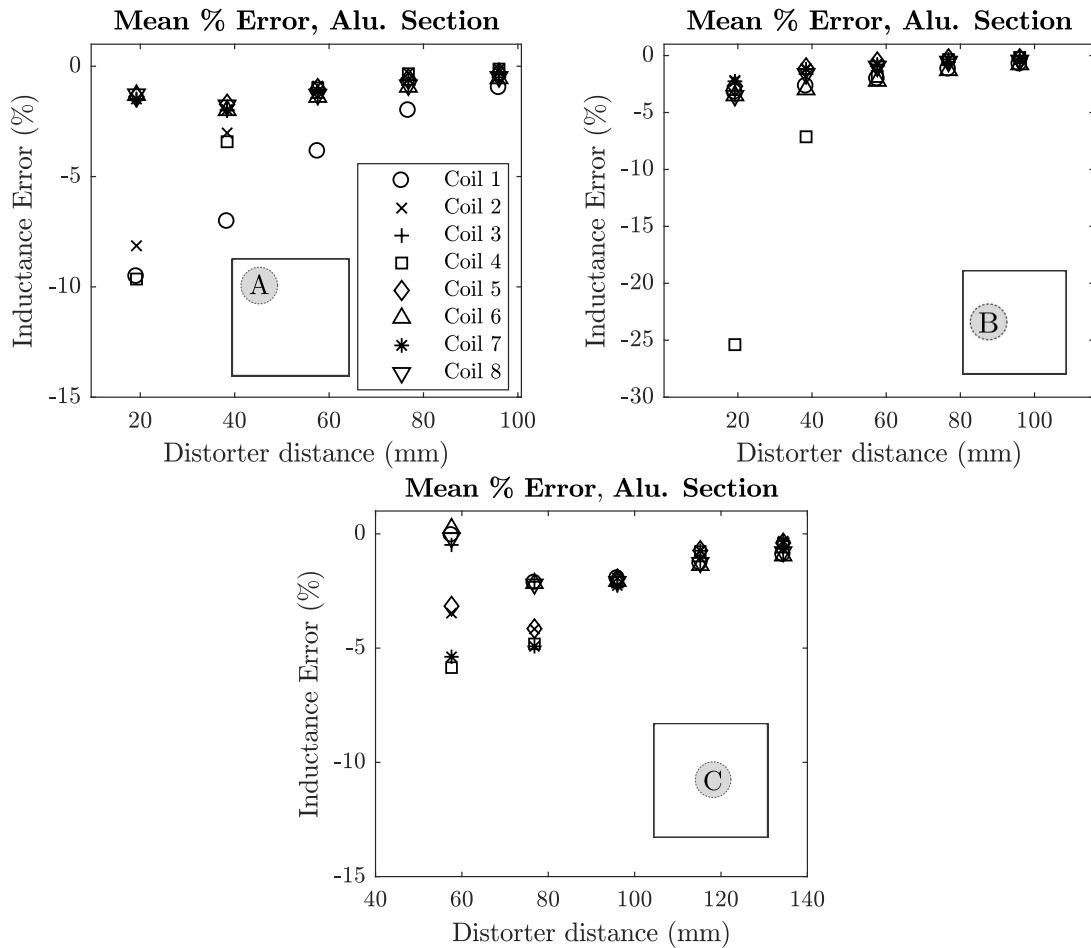 Mean % Error, Alu. Section
Inductance Error (%)
0
-5
-10
-15
20
40
60
80
100
Distorter distance (mm)
Coil 1
Coil 2
Coil 3
Coil 4
Coil 5
Coil 6
Coil 7
Coil 8
A
Mean % Error, Alu. Section
Inductance Error (%)
0
-5
-10
-15
-20
-25
-30
20
40
60
80
100
Distorter distance (mm)
B
Mean % Error, Alu. Section
Inductance Error (%)
0
-5
-10
-15
40
60
80
100
120
140
Distorter distance (mm)
C